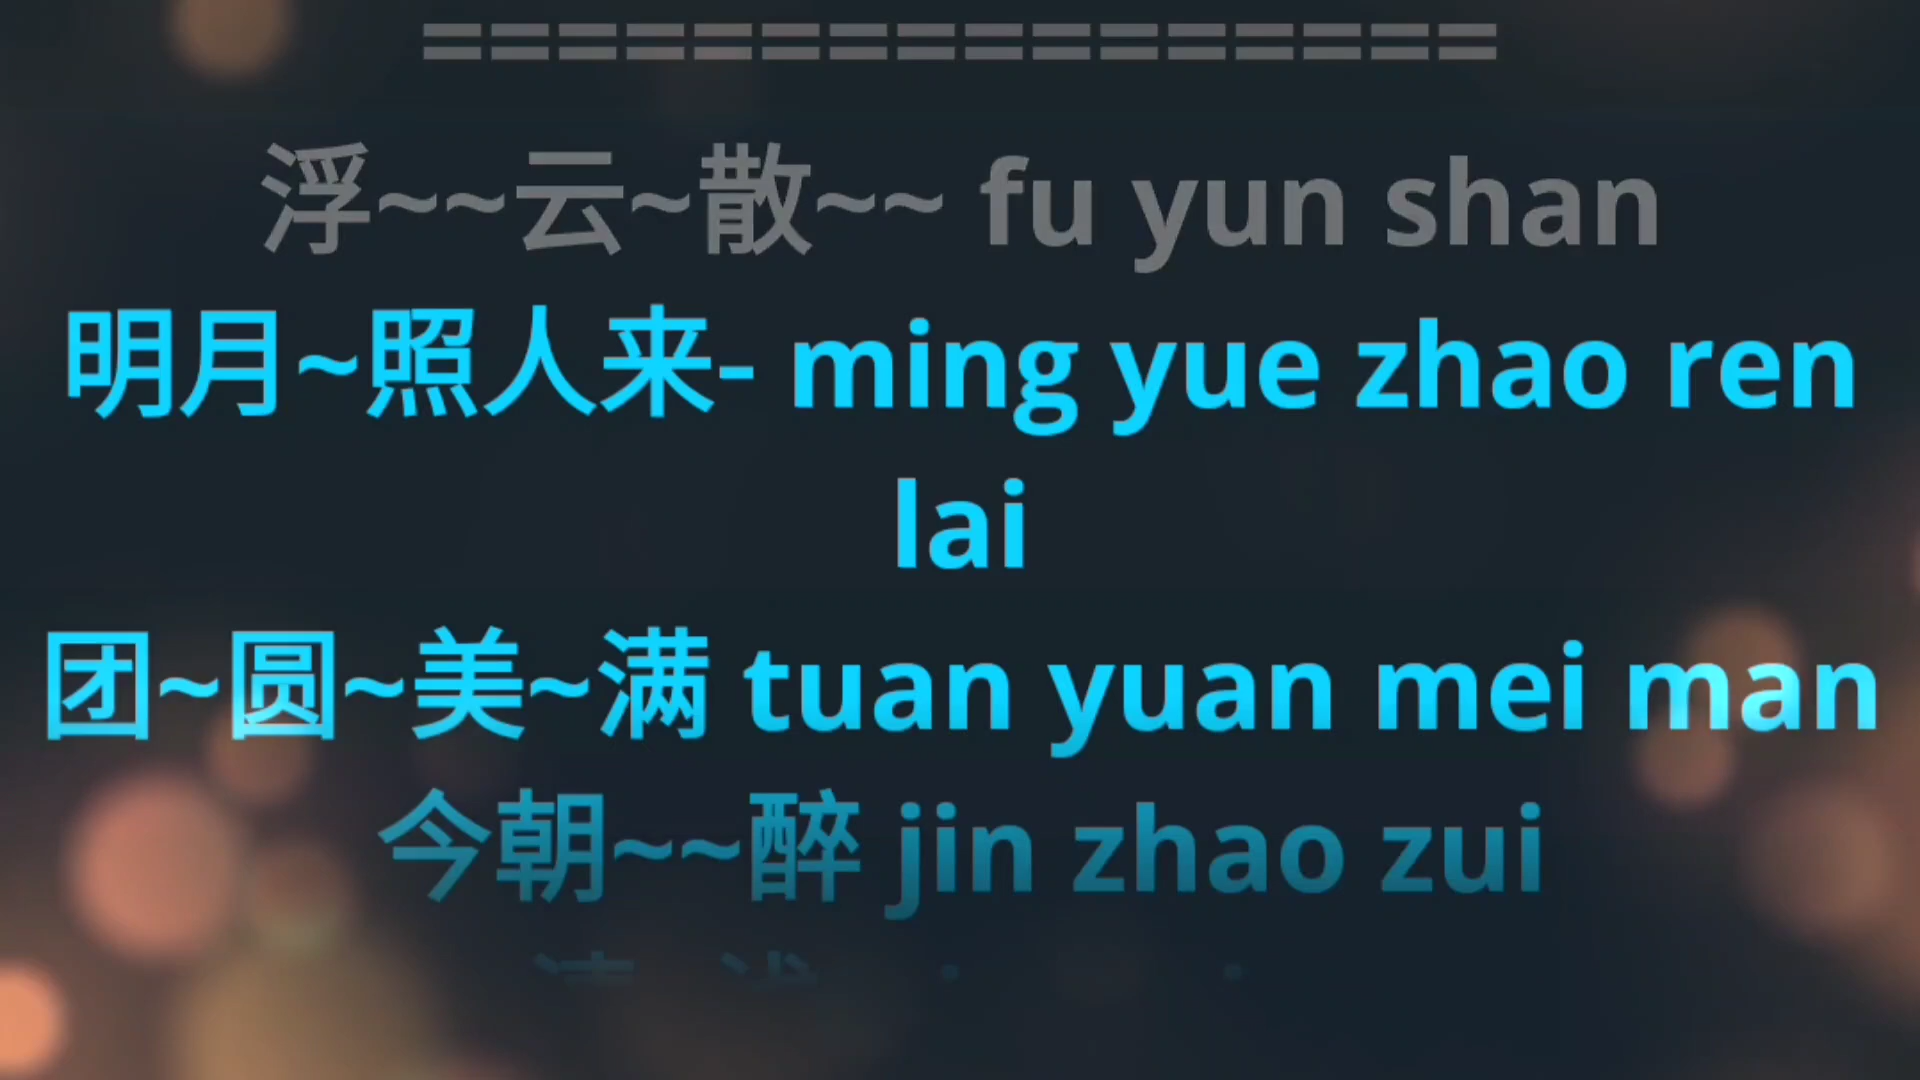 ================
浮~~云~散~~ fu yun shan
明月~照人来- ming yue zhao ren
lai
团~圆~美~满 tuan yuan mei man
今朝~~醉 jin zhao zui